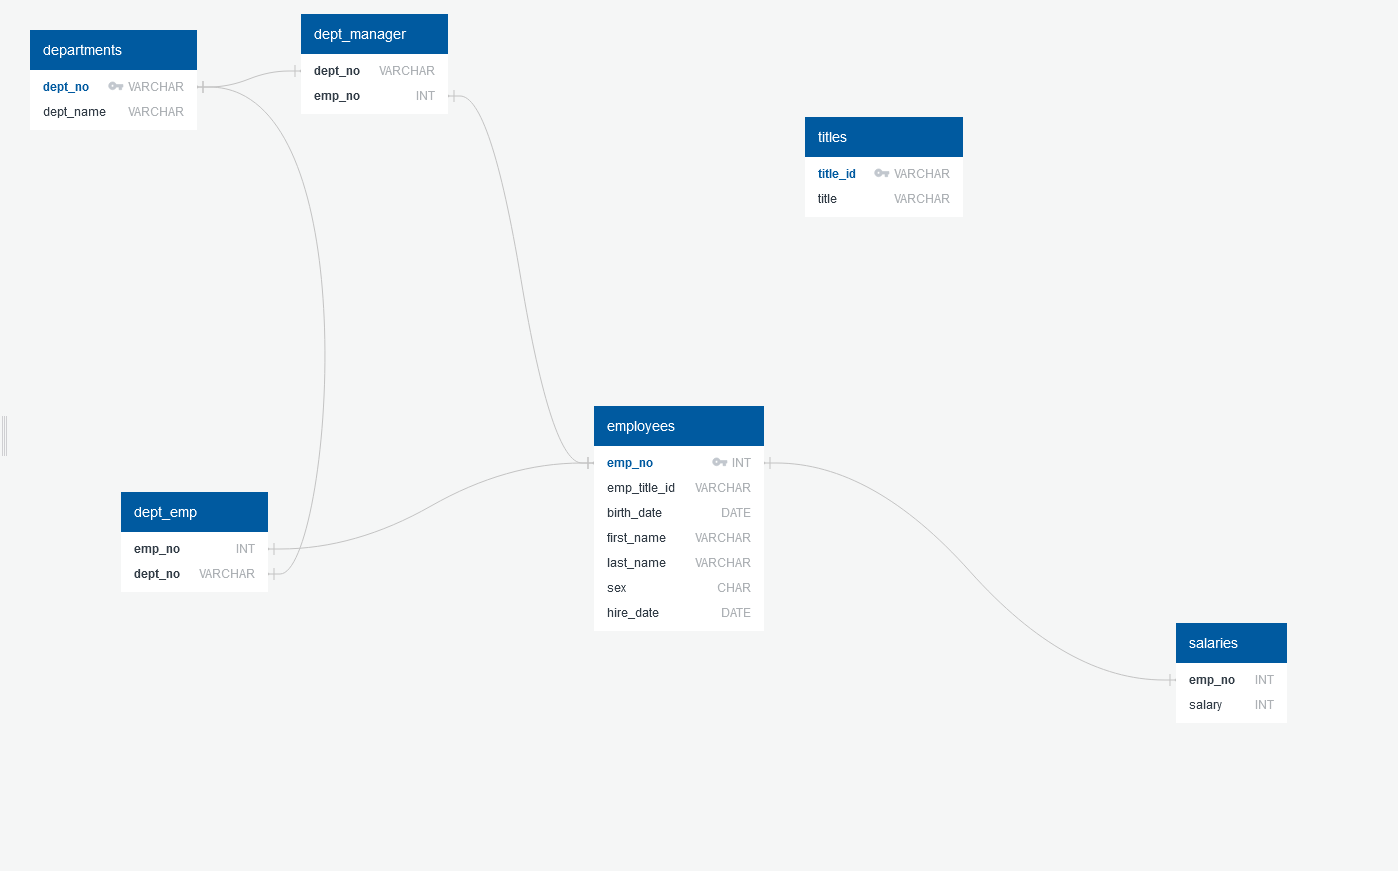 departments
dept_no VARCHAR
dept_name VARCHAR
dept_manager
dept_no VARCHAR
emp_no INT
titles
title_id VARCHAR
title VARCHAR
employees
emp_no INT
emp_title_id VARCHAR
birth_date DATE
first_name VARCHAR
last_name VARCHAR
sex CHAR
hire_date DATE
dept_emp
emp_no INT
dept_no VARCHAR
salaries
emp_no INT
salary INT